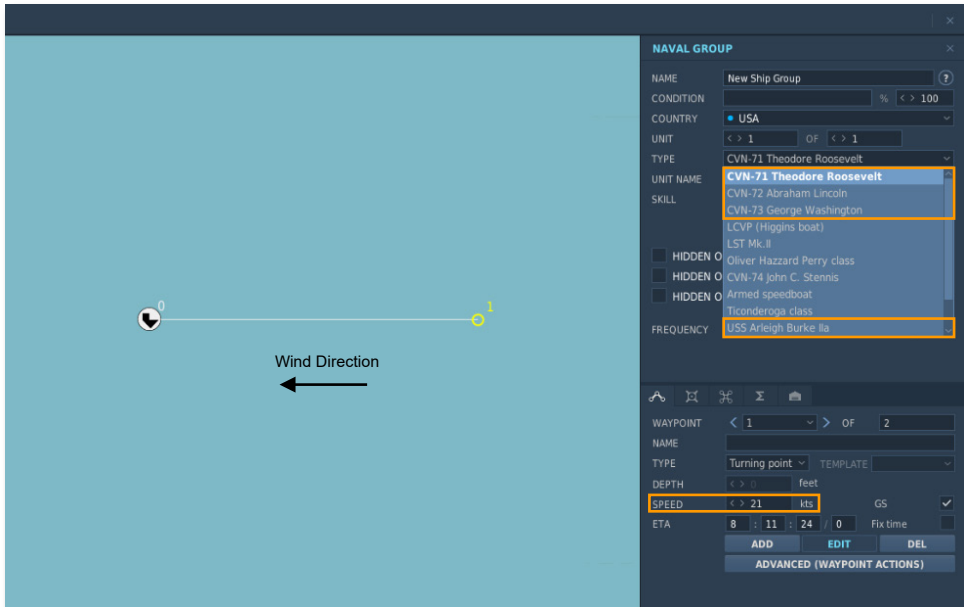 NAVAL GROUP
NAME New Ship Group ?
CONDITION % < > 100
COUNTRY USA
UNIT < > 1 OF < > 1
TYPE CVN-71 Theodore Roosevelt
UNIT NAME CVN-71 Theodore Roosevelt
CVN-72 Abraham Lincoln
SKILL
CVN-73 George Washington
LCVP (Higgins boat)
LST Mk.II
HIDDEN O Oliver Hazzard Perry class
HIDDEN O CVN-74 John C. Stennis
HIDDEN O Armed speedboat
Ticonderoga class
FREQUENCY USS Arleigh Burke IIa
0
1
Wind Direction
Σ
WAYPOINT < 1 > OF 2
NAME
TYPE Turning point TEMPLATE
DEPTH < > 0 feet
SPEED < > 21 kts GS
ETA 8 : 11 : 24 / 0 Fix time
ADD EDIT DEL
ADVANCED (WAYPOINT ACTIONS)